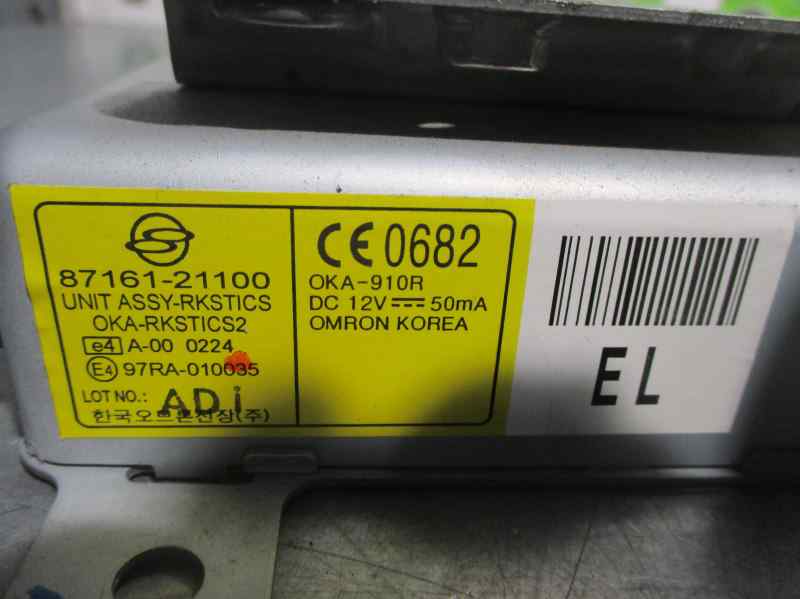 87161-21100
UNIT ASSY-RKSTICS
OKA-RKSTICS2
e4 A-00 0224
E4 97RA-010035
LOT NO.: ADi
한국오므론전장(주)
CE 0682
OKA-910R
DC 12V 50mA
OMRON KOREA
EL